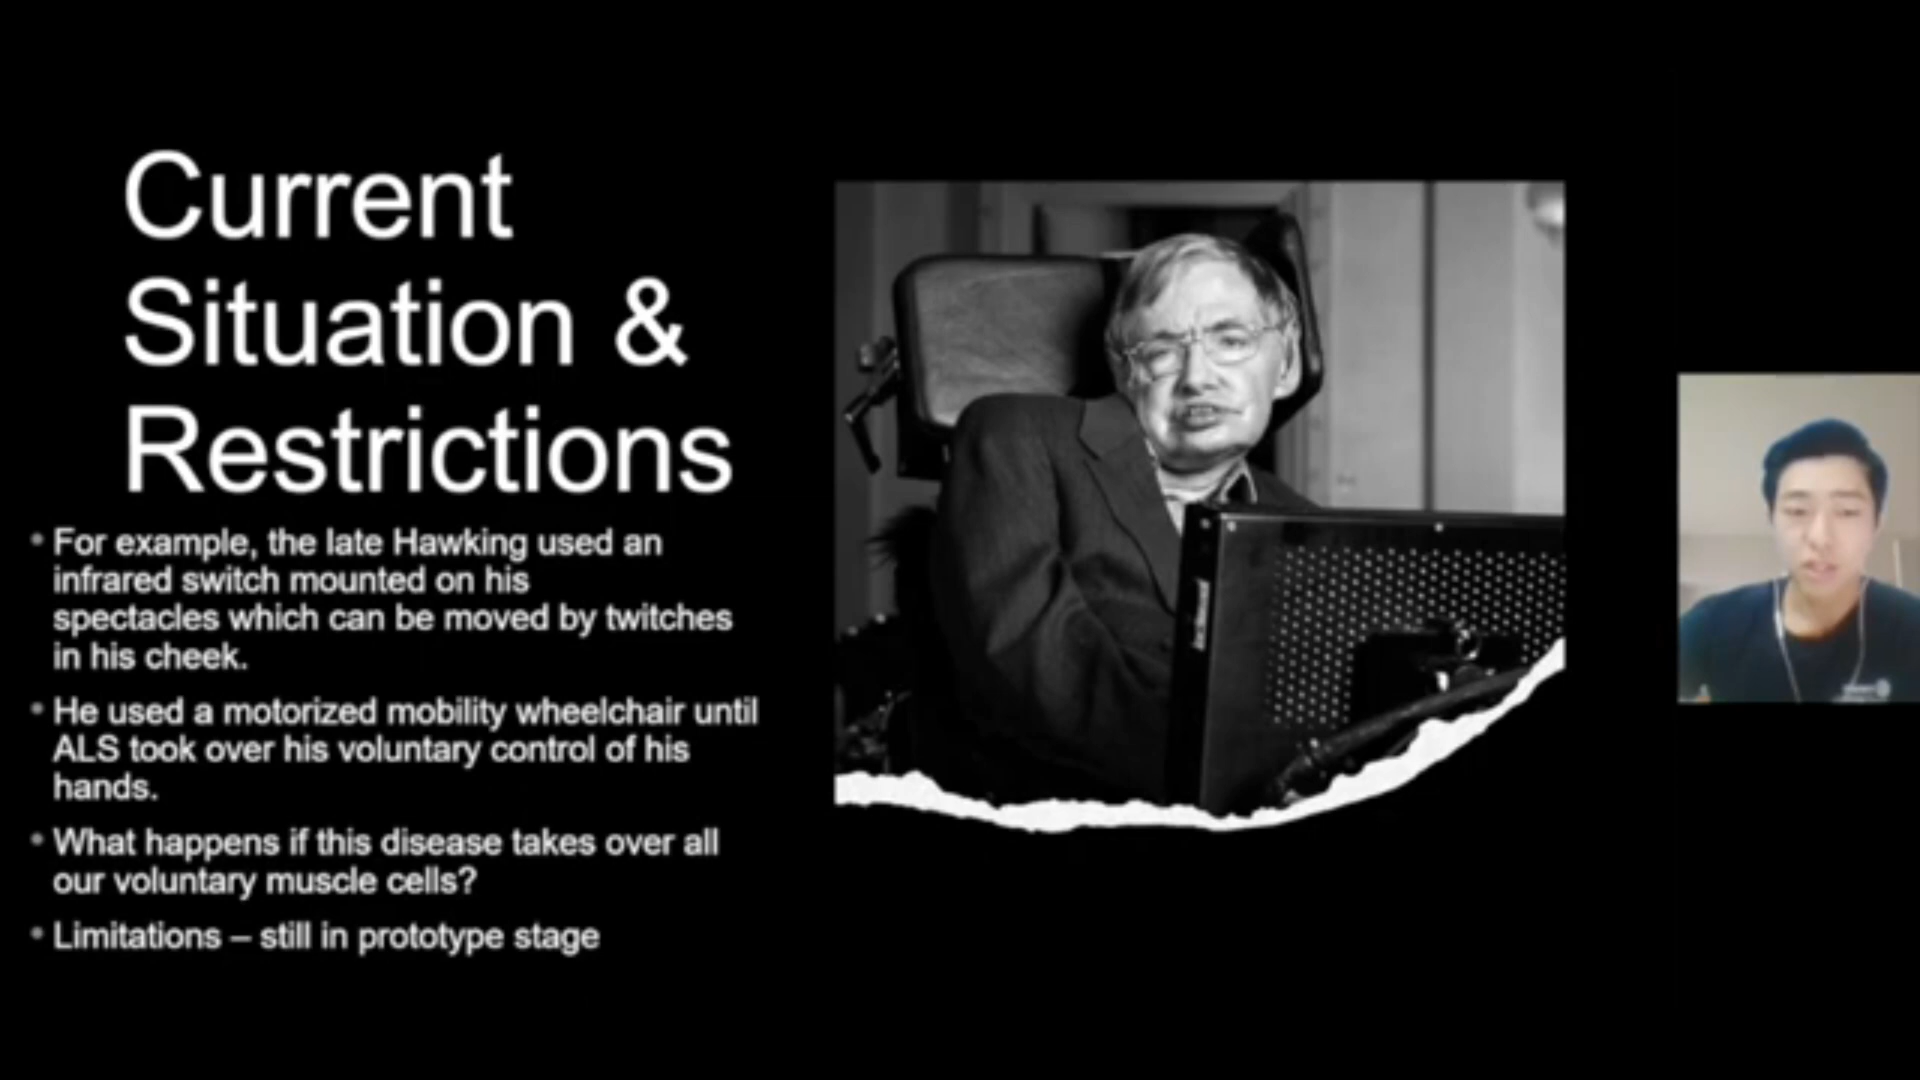 Current
Situation &
Restrictions
• For example, the late Hawking used an
infrared switch mounted on his
spectacles which can be moved by twitches
in his cheek.
• He used a motorized mobility wheelchair until
ALS took over his voluntary control of his
hands.
• What happens if this disease takes over all
our voluntary muscle cells?
• Limitations – still in prototype stage